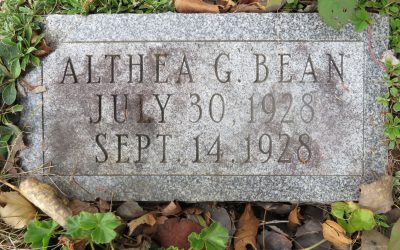 ALTHEA G. BEAN
JULY 30, 1928
SEPT. 14, 1928